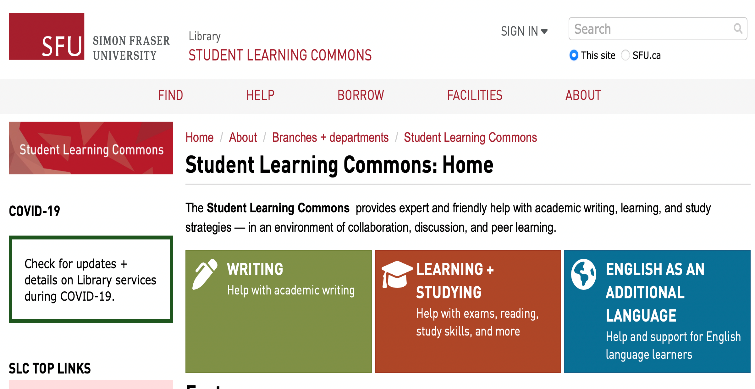 SFU SIMON FRASER
UNIVERSITY
Library
STUDENT LEARNING COMMONS
SIGN IN
Search
This site SFU.ca
FIND HELP BORROW FACILITIES ABOUT
Student Learning Commons
COVID-19
Check for updates +
details on Library services
during COVID-19.
SLC TOP LINKS
Home / About / Branches + departments / Student Learning Commons
Student Learning Commons: Home
The Student Learning Commons provides expert and friendly help with academic writing, learning, and study
strategies — in an environment of collaboration, discussion, and peer learning.
WRITING
Help with academic writing
LEARNING +
STUDYING
Help with exams, reading,
study skills, and more
ENGLISH AS AN
ADDITIONAL
LANGUAGE
Help and support for English
language learners